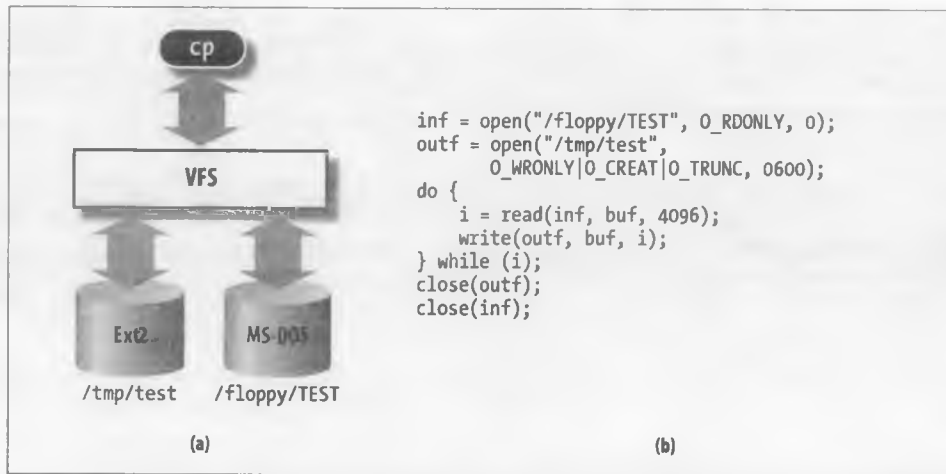 cp
VFS
Ext2
MS-DOS
/tmp/test
/floppy/TEST
(a)
inf = open("/floppy/TEST", O_RDONLY, 0);
outf = open("/tmp/test",
O_WRONLY|O_CREAT|O_TRUNC, 0600);
do {
i = read(inf, buf, 4096);
write(outf, buf, i);
} while (i);
close(outf);
close(inf);
(b)